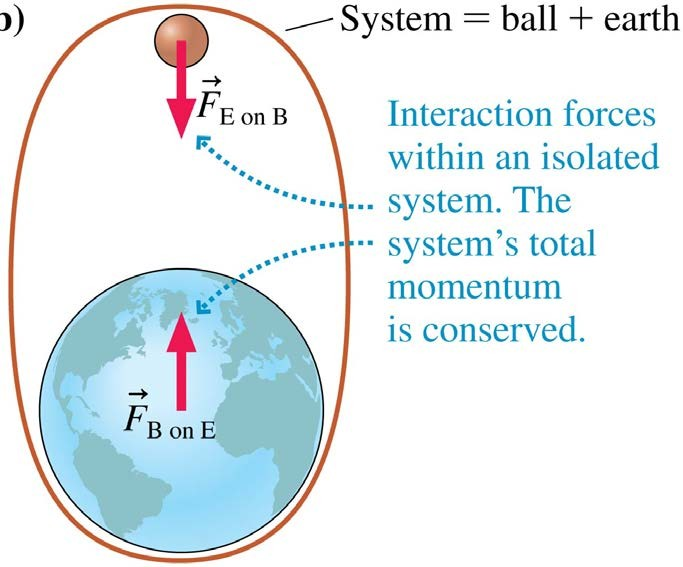 b)
System = ball + earth
F⃗ E on B
Interaction forces
within an isolated
system. The
system's total
momentum
is conserved.
F⃗ B on E